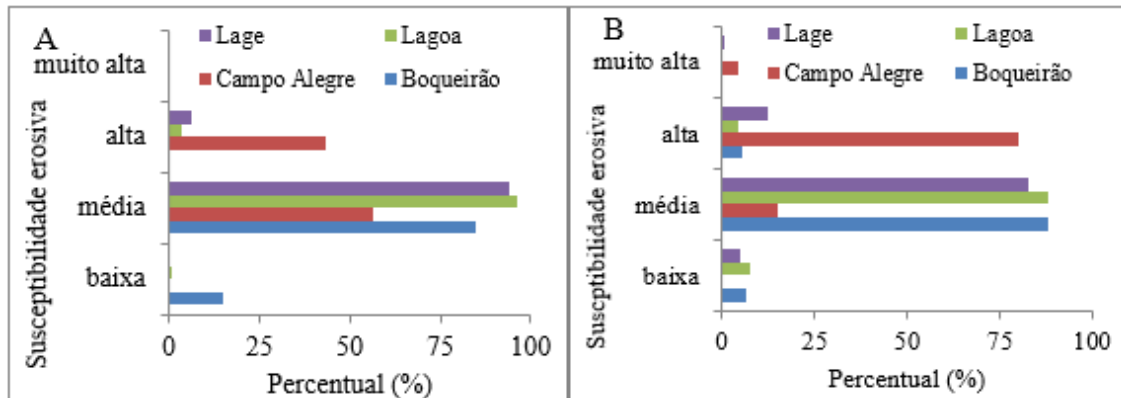 A
Lage
Lagoa
Campo Alegre
Boqueirão
Susceptibilidade erosiva
muito alta
alta
média
baixa
0
25
50
75
100
Percentual (%)
B
Lage
Lagoa
Campo Alegre
Boqueirão
Suscptibilidade erosiva
muito alta
alta
média
baixa
0
25
50
75
100
Percentual (%)